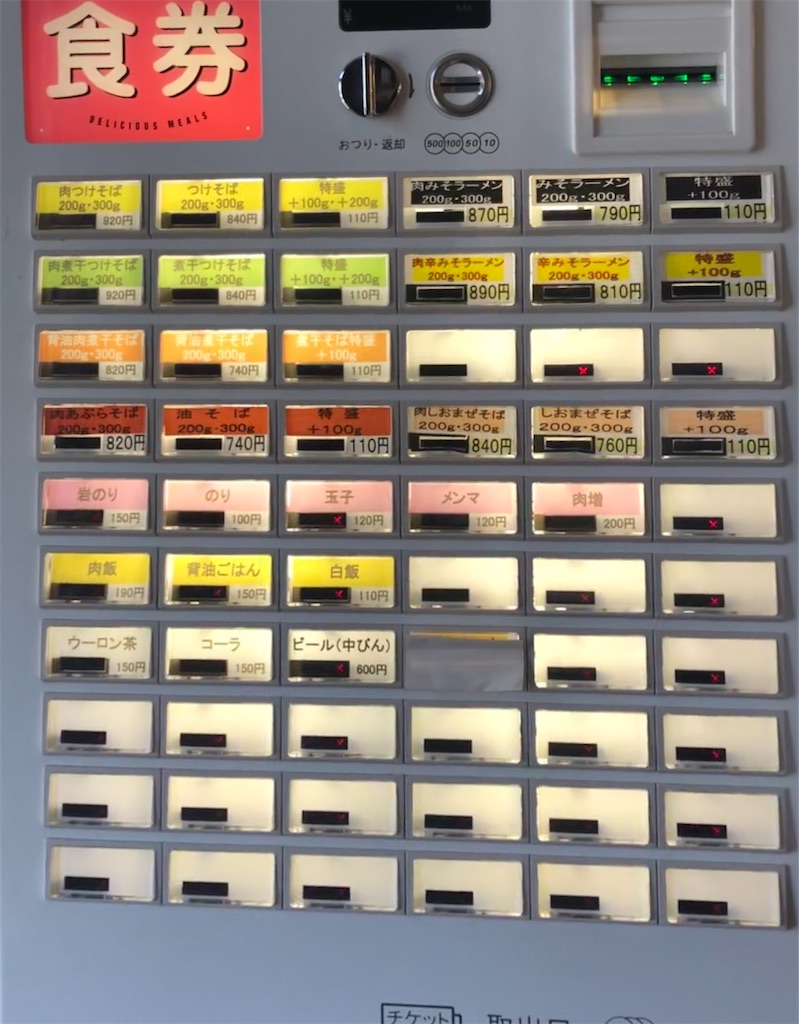 食券
DELICIOUS MEALS
¥
おつり・返却
500 100 50 10
肉つけそば
200g・300g
920円
つけそば
200g・300g
840円
特盛
+100g・+200g
110円
肉みそラーメン
200g・300g
870円
みそラーメン
200g・300g
790円
特盛
+100g
110円
肉煮干つけそば
200g・300g
920円
煮干つけそば
200g・300g
840円
特盛
+100g・+200g
110円
肉辛みそラーメン
200g・300g
890円
辛みそラーメン
200g・300g
810円
特盛
+100g
110円
背油肉煮干そば
200g・300g
820円
背油煮干そば
200g・300g
740円
煮干そば特盛
+100g
110円
肉あぶらそば
200g・300g
820円
油そば
200g・300g
740円
特盛
+100g
110円
肉しおまぜそば
200g・300g
840円
しおまぜそば
200g・300g
760円
特盛
+100g
110円
岩のり
150円
のり
100円
玉子
120円
メンマ
120円
肉増
200円
肉飯
190円
背油ごはん
150円
白飯
110円
ウーロン茶
150円
コーラ
150円
ビール(中びん)
600円
チケット
取出口